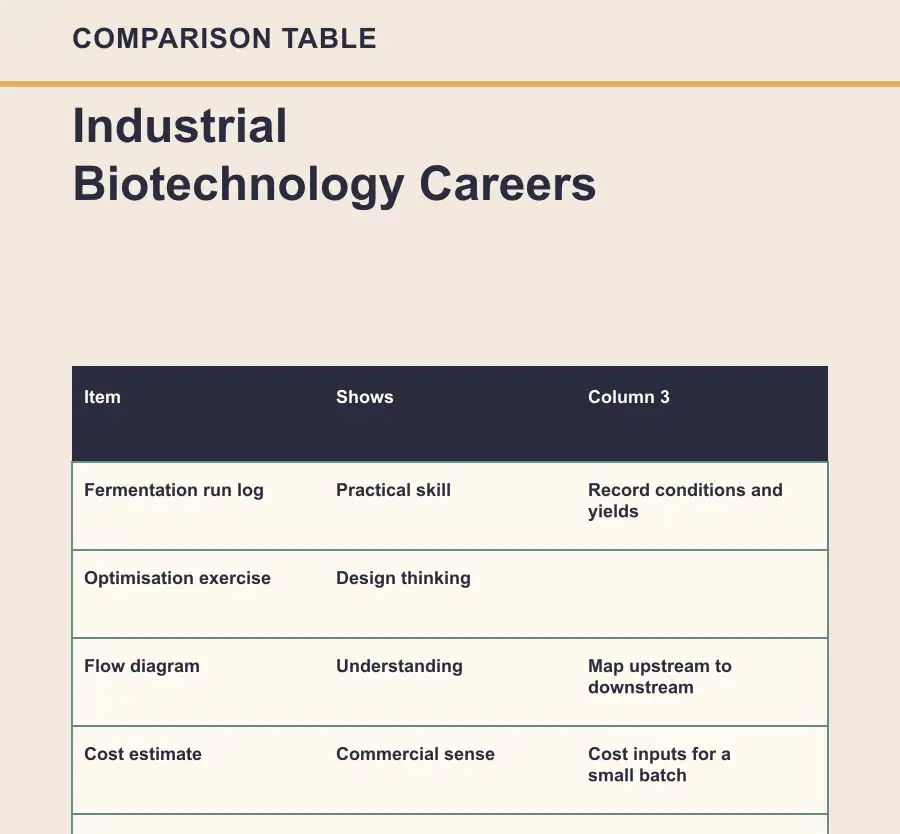 COMPARISON TABLE
Industrial
Biotechnology Careers
Item Shows Column 3
Fermentation run log Practical skill Record conditions and
yields
Optimisation exercise Design thinking
Flow diagram Understanding Map upstream to
downstream
Cost estimate Commercial sense Cost inputs for a
small batch